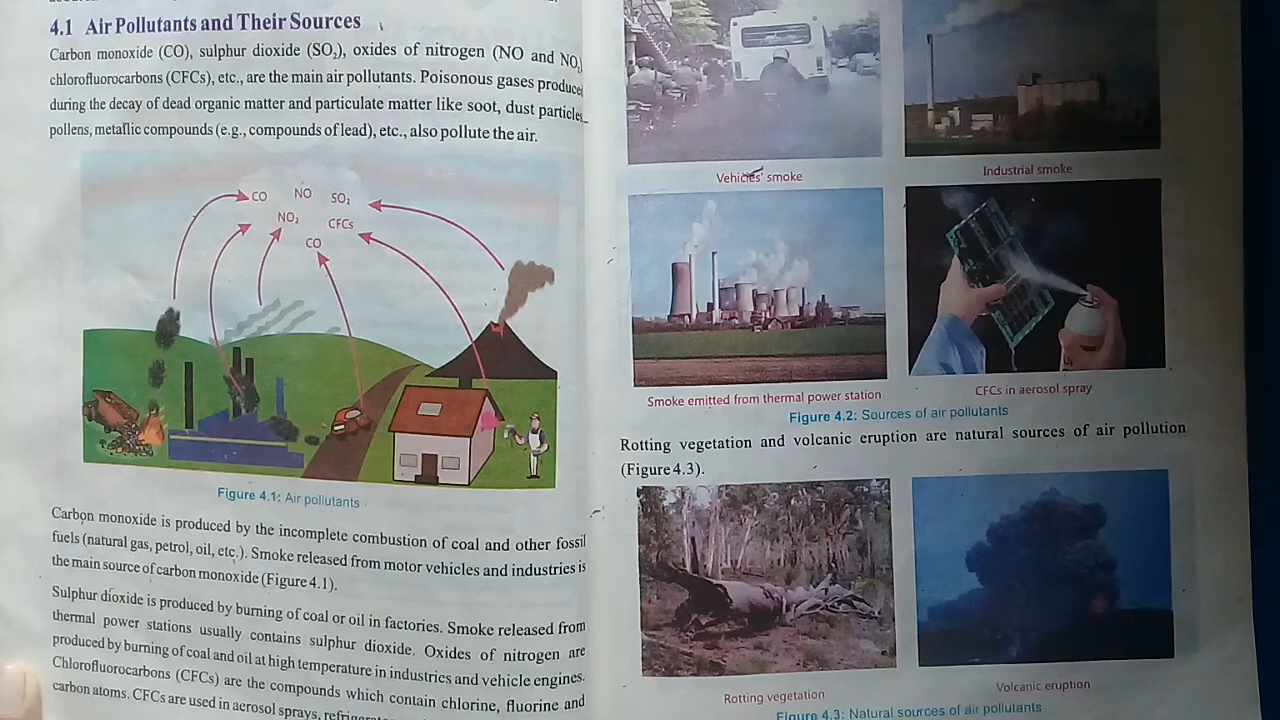 4.1 Air Pollutants and Their Sources
Carbon monoxide (CO), sulphur dioxide (SO₂), oxides of nitrogen (NO and NO₂)
chlorofluorocarbons (CFCs), etc., are the main air pollutants. Poisonous gases produced
during the decay of dead organic matter and particulate matter like soot, dust particles
pollens, metallic compounds (e.g., compounds of lead), etc., also pollute the air.
CO NO SO₂
NO₂ CFCs
CO
Figure 4.1: Air pollutants
Carbon monoxide is produced by the incomplete combustion of coal and other fossil
fuels (natural gas, petrol, oil, etc.). Smoke released from motor vehicles and industries is
the main source of carbon monoxide (Figure 4.1).
Sulphur dioxide is produced by burning of coal or oil in factories. Smoke released from
thermal power stations usually contains sulphur dioxide. Oxides of nitrogen are
produced by burning of coal and oil at high temperature in industries and vehicle engines.
Chlorofluorocarbons (CFCs) are the compounds which contain chlorine, fluorine and
carbon atoms. CFCs are used in aerosol sprays,
Vehicles' smoke
Industrial smoke
Smoke emitted from thermal power station
CFCs in aerosol spray
Figure 4.2: Sources of air pollutants
Rotting vegetation and volcanic eruption are natural sources of air pollution
(Figure 4.3).
Rotting vegetation
Volcanic eruption
Figure 4.3: Natural sources of air pollutants